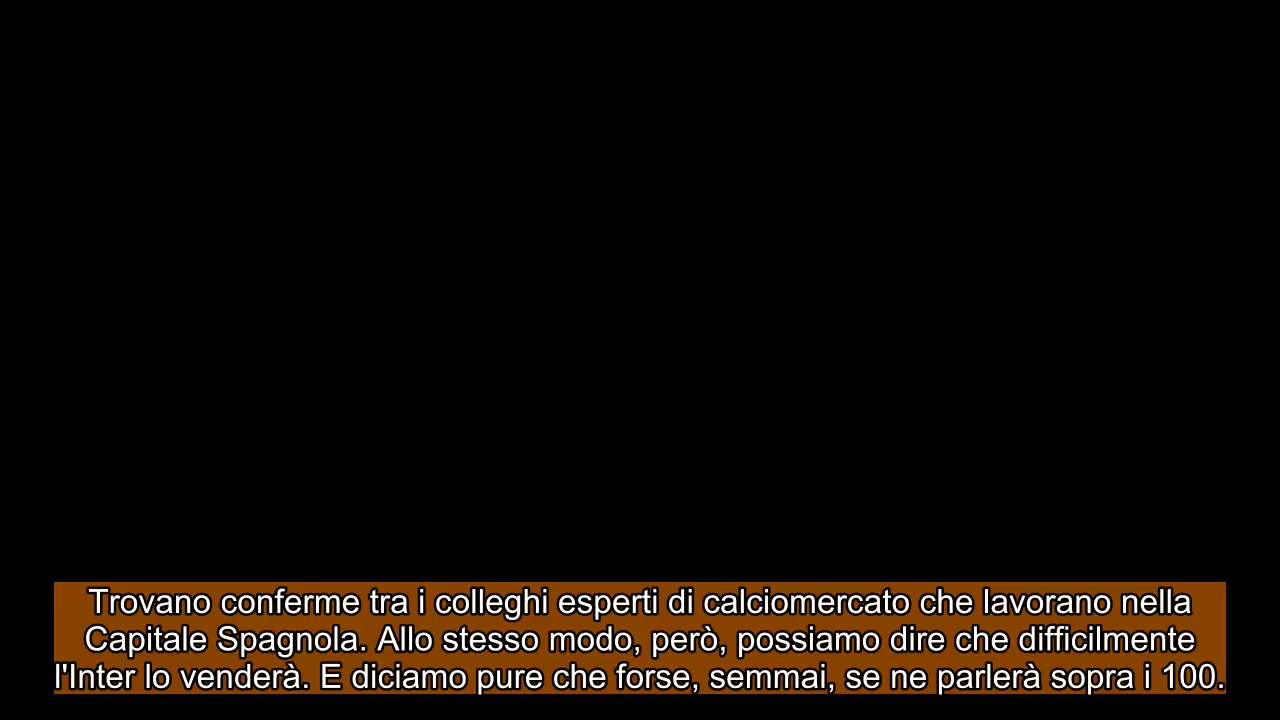 Trovano conferme tra i colleghi esperti di calciomercato che lavorano nella
Capitale Spagnola. Allo stesso modo, però, possiamo dire che difficilmente
l'Inter lo venderà. E diciamo pure che forse, semmai, se ne parlerà sopra i 100.